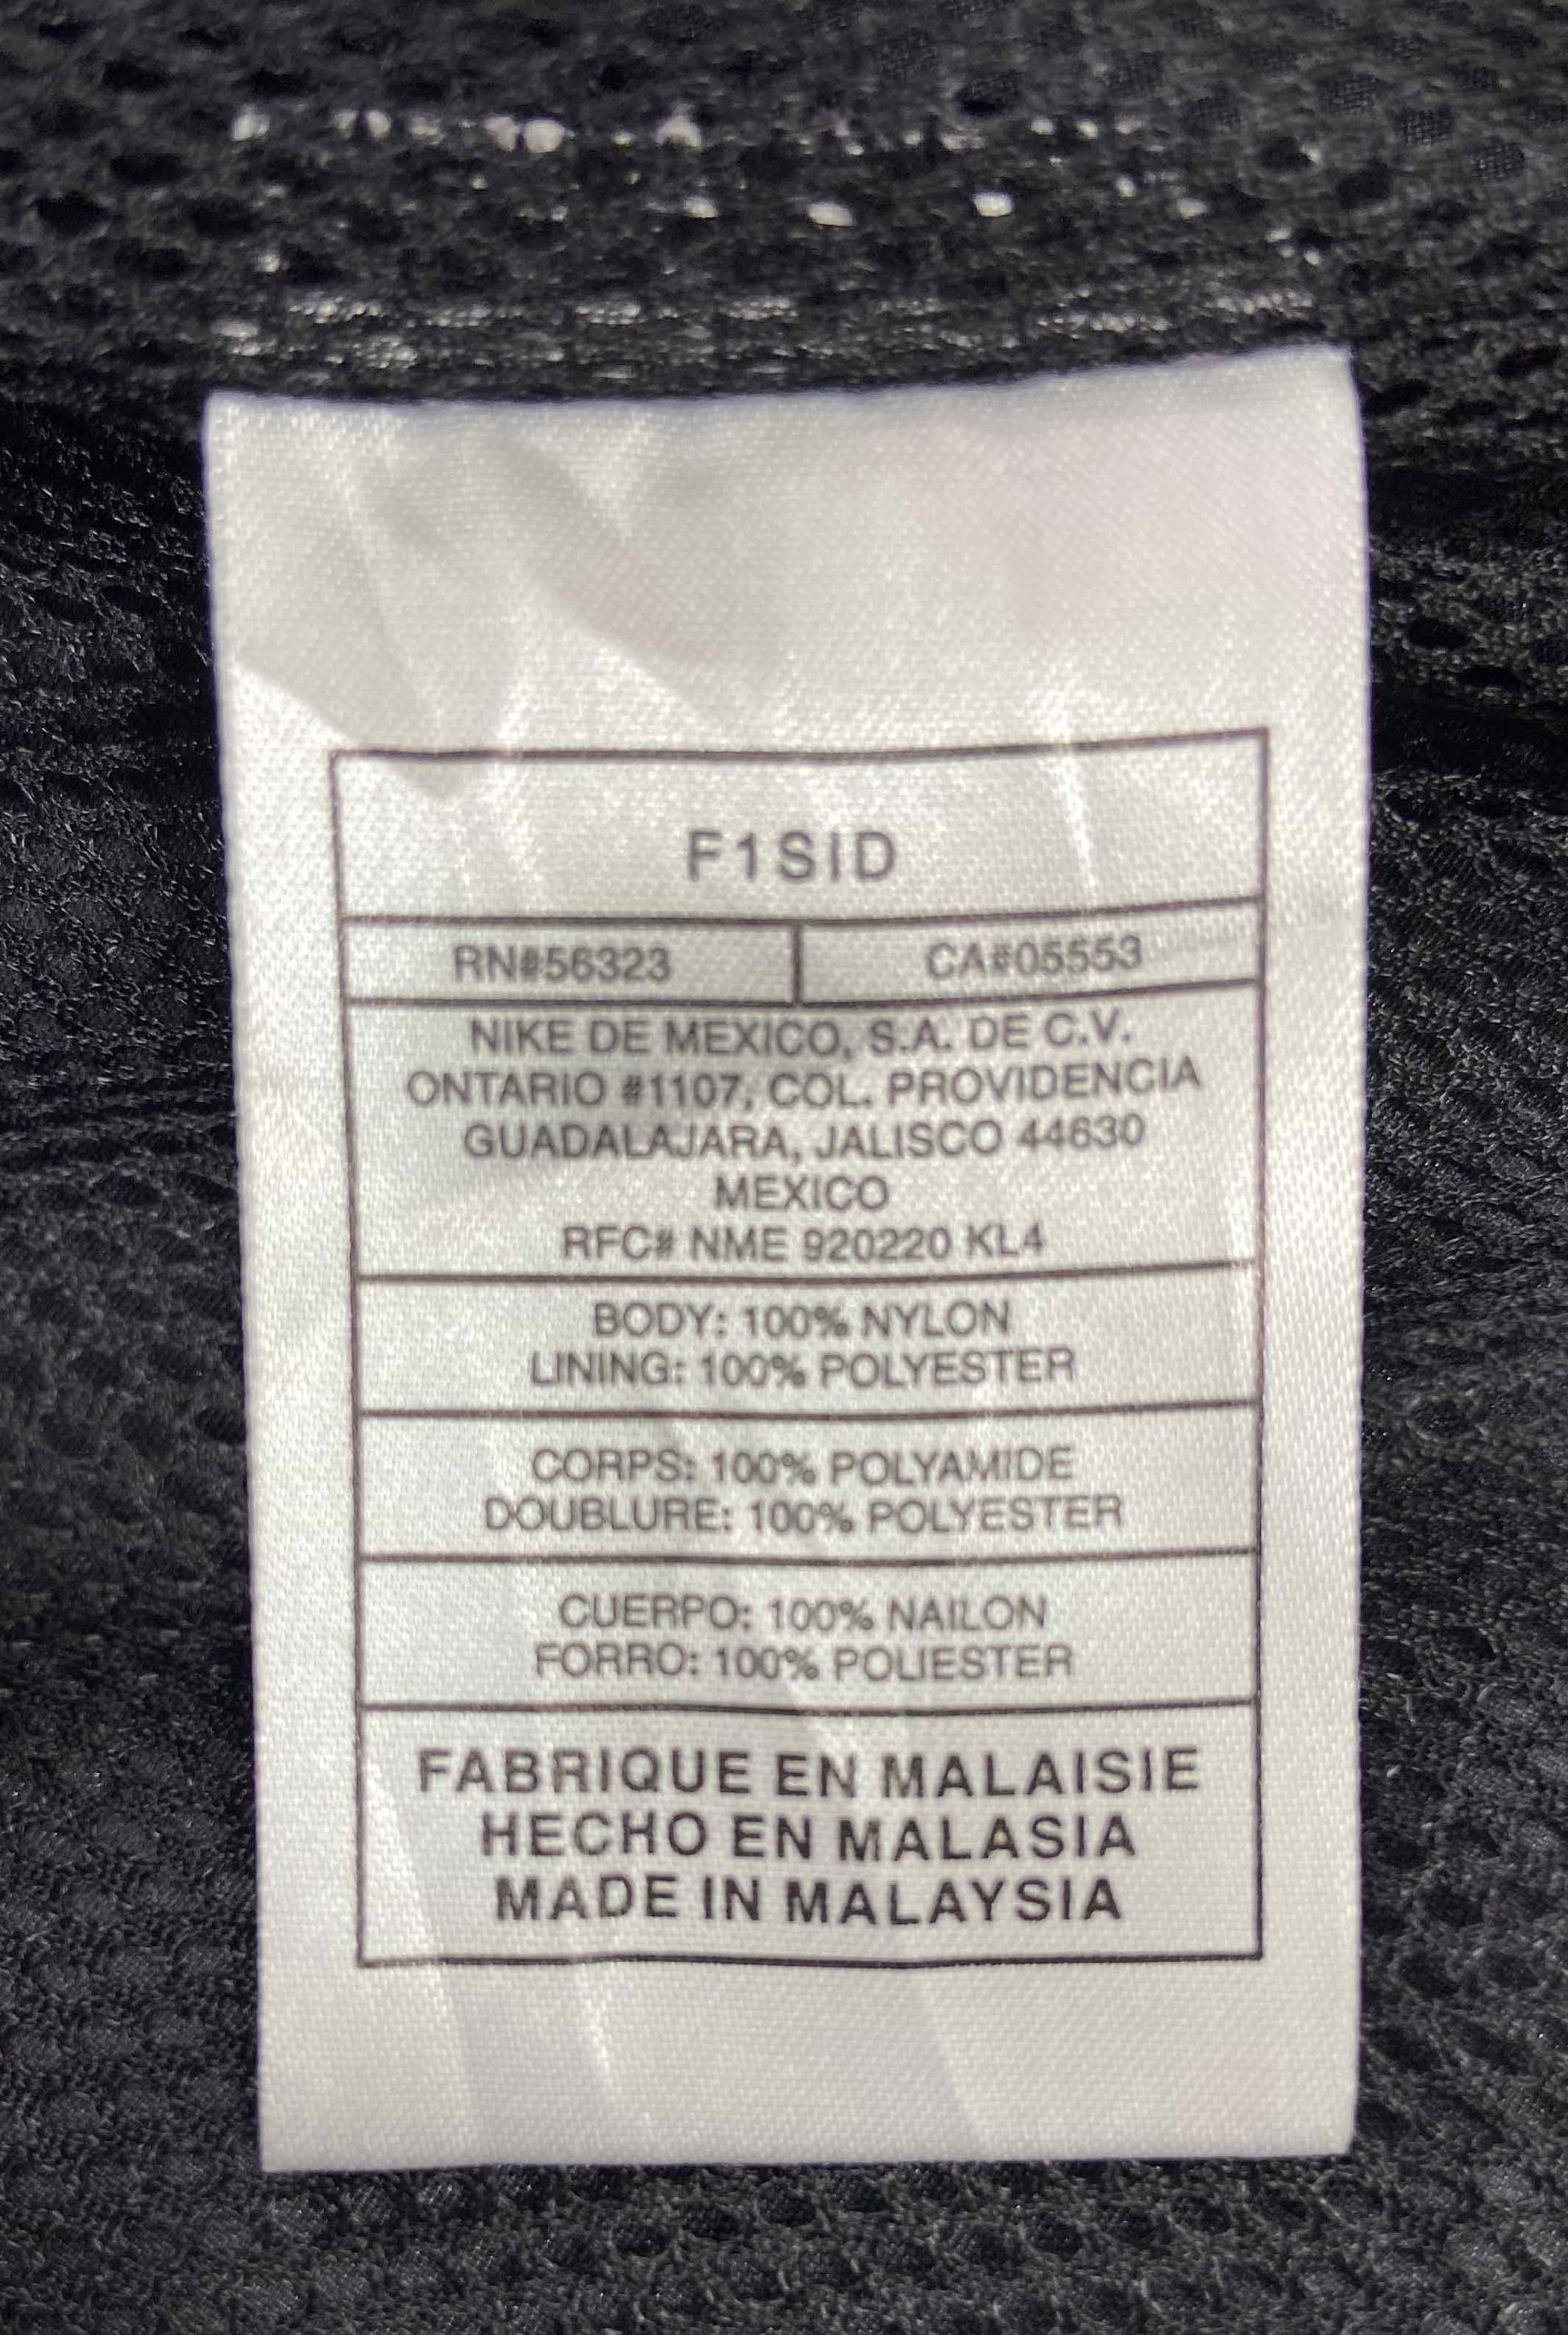 F1SID
RN#56323 CA#05553
NIKE DE MEXICO, S.A. DE C.V.
ONTARIO #1107, COL. PROVIDENCIA
GUADALAJARA, JALISCO 44630
MEXICO
RFC# NME 920220 KL4
BODY: 100% NYLON
LINING: 100% POLYESTER
CORPS: 100% POLYAMIDE
DOUBLURE: 100% POLYESTER
CUERPO: 100% NAILON
FORRO: 100% POLIESTER
FABRIQUE EN MALAISIE
HECHO EN MALASIA
MADE IN MALAYSIA